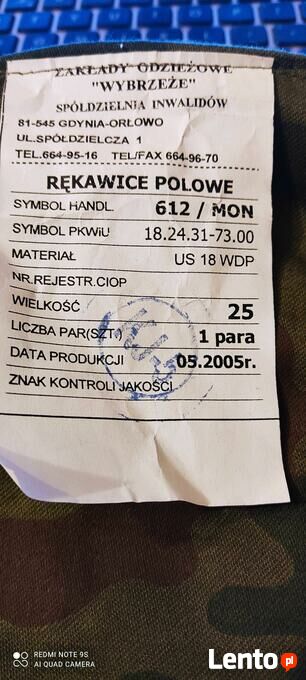 ZAKŁADY ODZIEŻOWE
"WYBRZEŻE"
SPÓŁDZIELNIA INWALIDÓW
81-545 GDYNIA-ORŁOWO
UL.SPÓŁDZIELCZA 1
TEL.664-95-16 TEL/FAX 664-96-70
RĘKAWICE POLOWE
SYMBOL HANDL. 612 / MON
SYMBOL PKWiU 18.24.31-73.00
MATERIAŁ US 18 WDP
NR.REJESTR.CIOP
WIELKOŚĆ 25
LICZBA PAR(SZT.) 1 para
DATA PRODUKCJI 05.2005r.
ZNAK KONTROLI JAKOŚCI
REDMI NOTE 9S
AI QUAD CAMERA
Lento.pl